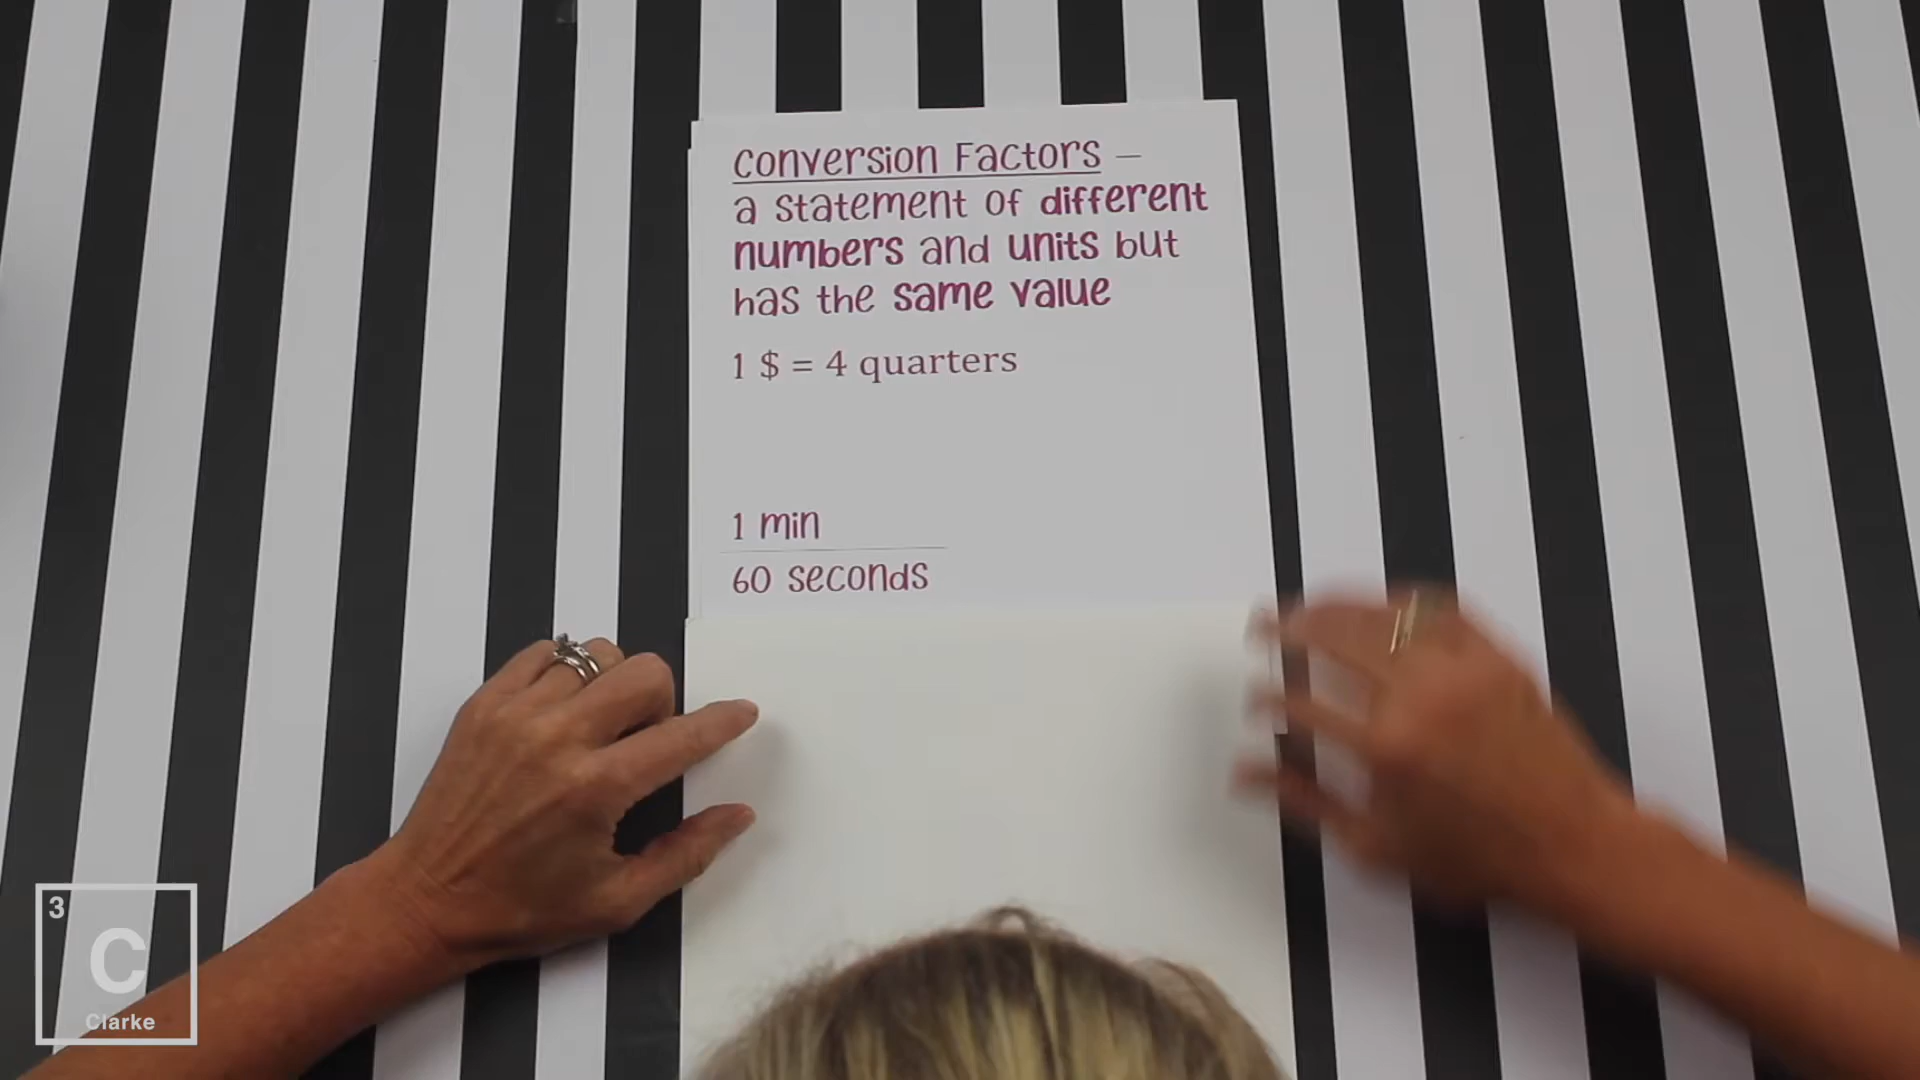 Conversion Factors –
a statement of different
numbers and units but
has the same value
1 $ = 4 quarters
1 min
60 seconds
3
C
Clarke